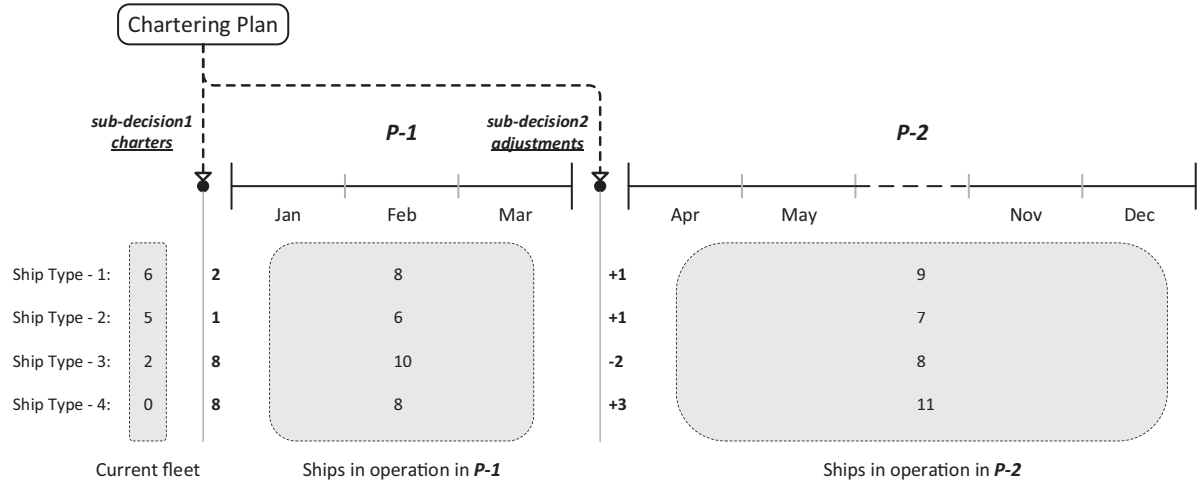 Chartering Plan
sub-decision1
charters
P-1
sub-decision2
adjustments
P-2
Jan Feb Mar Apr May Nov Dec
Ship Type - 1: 6 2 8 +1 9
Ship Type - 2: 5 1 6 +1 7
Ship Type - 3: 2 8 10 -2 8
Ship Type - 4: 0 8 8 +3 11
Current fleet Ships in operation in P-1 Ships in operation in P-2